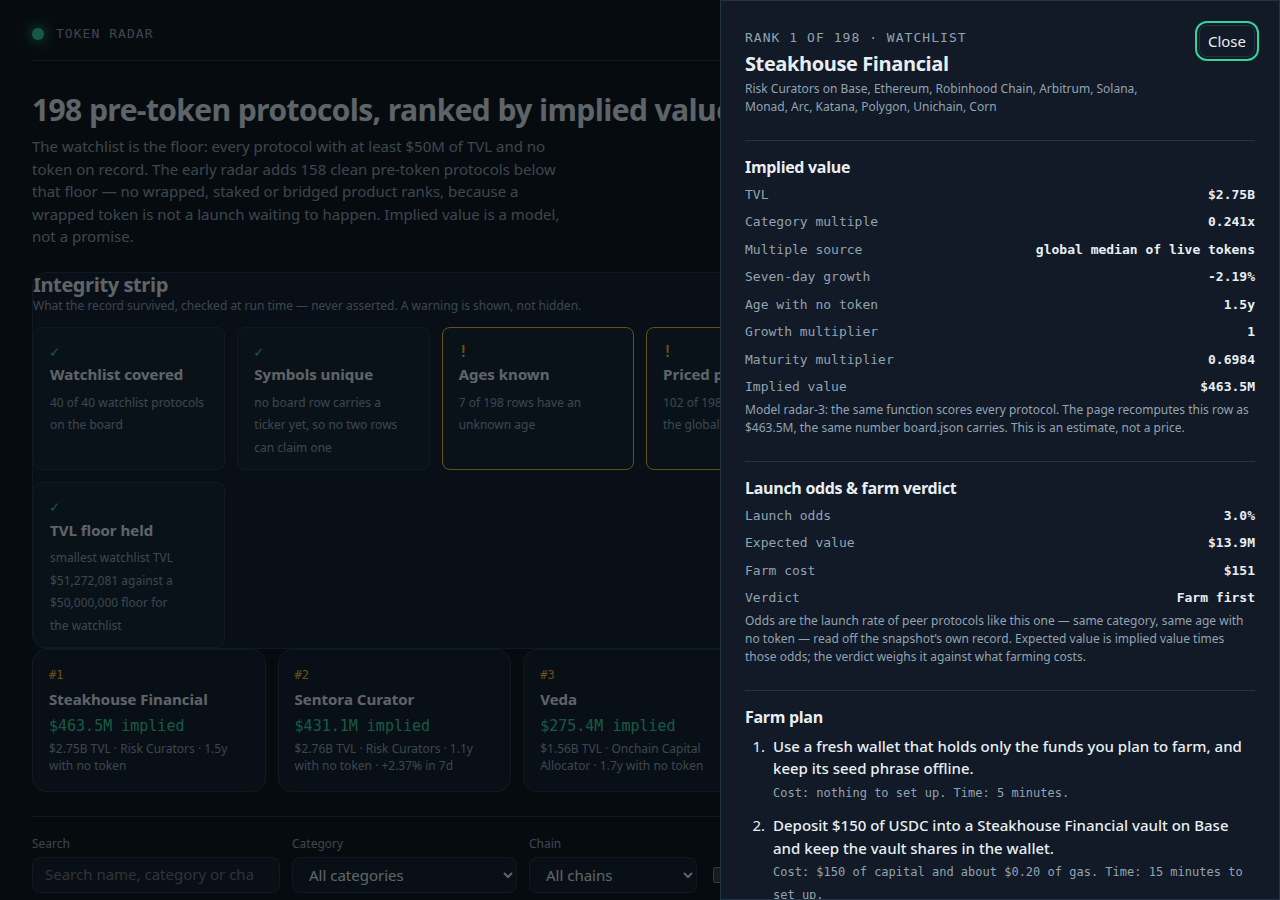 TOKEN RADAR
198 pre-token protocols, ranked by implied value
The watchlist is the floor: every protocol with at least $50M of TVL and no
token on record. The early radar adds 158 clean pre-token protocols below
that floor — no wrapped, staked or bridged product ranks, because a
wrapped token is not a launch waiting to happen. Implied value is a model,
not a promise.
Integrity strip
What the record survived, checked at run time — never asserted. A warning is shown, not hidden.
✓
Watchlist covered
40 of 40 watchlist protocols
on the board
✓
Symbols unique
no board row carries a
ticker yet, so no two rows
can claim one
!
Ages known
7 of 198 rows have an
unknown age
!
Priced
102 of 198
the global
✓
TVL floor held
smallest watchlist TVL
$51,272,081 against a
$50,000,000 floor for
the watchlist
#1
Steakhouse Financial
$463.5M implied
$2.75B TVL · Risk Curators · 1.5y
with no token
#2
Sentora Curator
$431.1M implied
$2.76B TVL · Risk Curators · 1.1y
with no token · +2.37% in 7d
#3
Veda
$275.4M implied
$1.56B TVL · Onchain Capital
Allocator · 1.7y with no token
Search
Category
Chain
Search name, category or cha
All categories
All chains
RANK 1 OF 198 · WATCHLIST
Close
Steakhouse Financial
Risk Curators on Base, Ethereum, Robinhood Chain, Arbitrum, Solana,
Monad, Arc, Katana, Polygon, Unichain, Corn
Implied value
TVL $2.75B
Category multiple 0.241x
Multiple source global median of live tokens
Seven-day growth -2.19%
Age with no token 1.5y
Growth multiplier 1
Maturity multiplier 0.6984
Implied value $463.5M
Model radar-3: the same function scores every protocol. The page recomputes this row as
$463.5M, the same number board.json carries. This is an estimate, not a price.
Launch odds & farm verdict
Launch odds 3.0%
Expected value $13.9M
Farm cost $151
Verdict Farm first
Odds are the launch rate of peer protocols like this one — same category, same age with
no token — read off the snapshot's own record. Expected value is implied value times
those odds; the verdict weighs it against what farming costs.
Farm plan
1. Use a fresh wallet that holds only the funds you plan to farm, and
keep its seed phrase offline.
Cost: nothing to set up. Time: 5 minutes.
2. Deposit $150 of USDC into a Steakhouse Financial vault on Base
and keep the vault shares in the wallet.
Cost: $150 of capital and about $0.20 of gas. Time: 15 minutes to
set up.